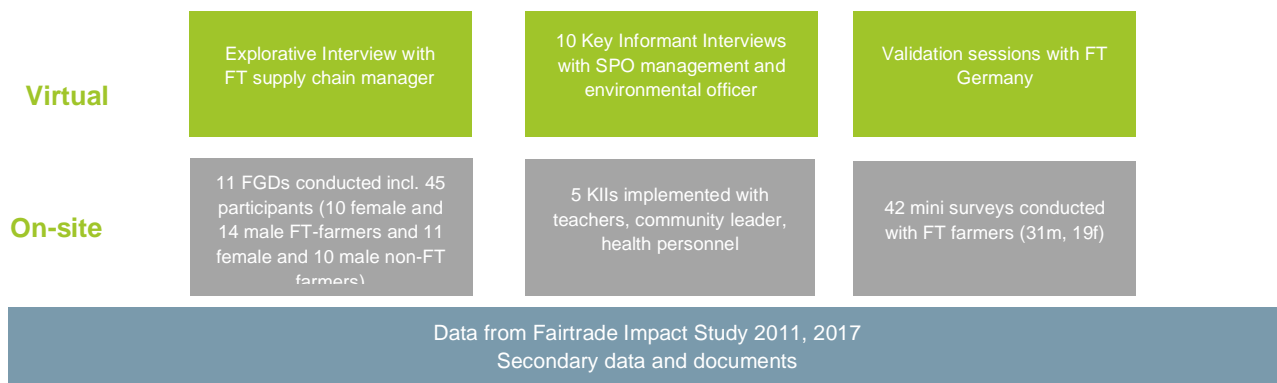 Virtual
Explorative Interview with
FT supply chain manager
10 Key Informant Interviews
with SPO management and
environmental officer
Validation sessions with FT
Germany
On-site
11 FGDs conducted incl. 45
participants (10 female and
14 male FT-farmers and 11
female and 10 male non-FT
farmers)
5 KIIs implemented with
teachers, community leader,
health personnel
42 mini surveys conducted
with FT farmers (31m, 19f)
Data from Fairtrade Impact Study 2011, 2017
Secondary data and documents